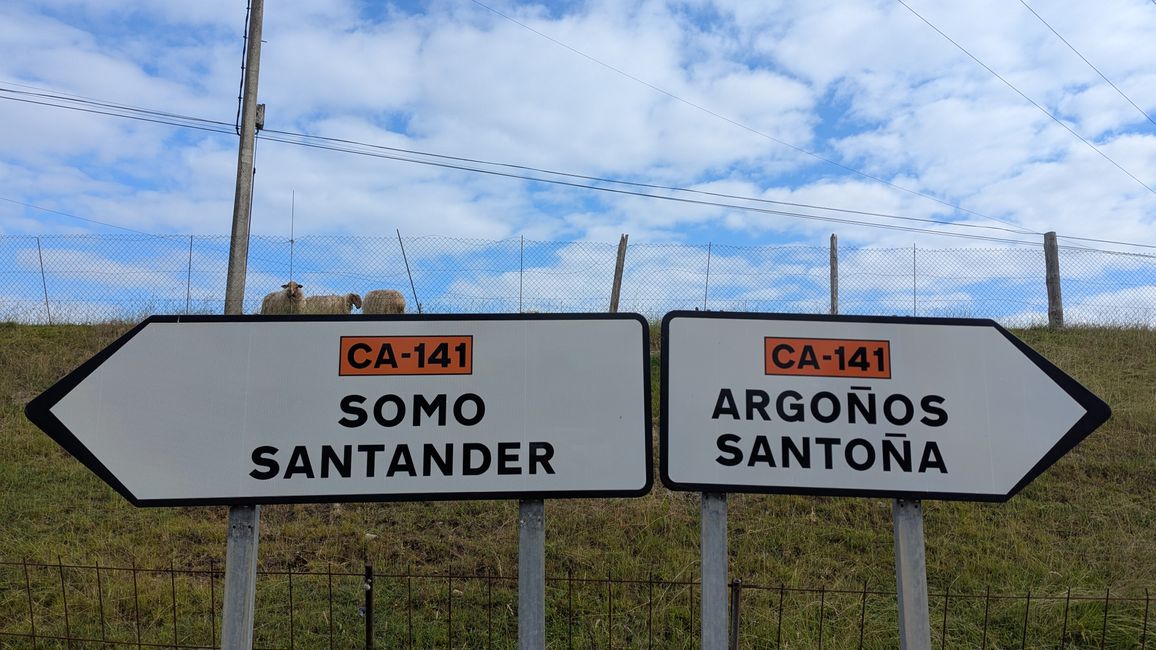 CA-141
SOMO
SANTANDER
CA-141
ARGOÑOS
SANTOÑA